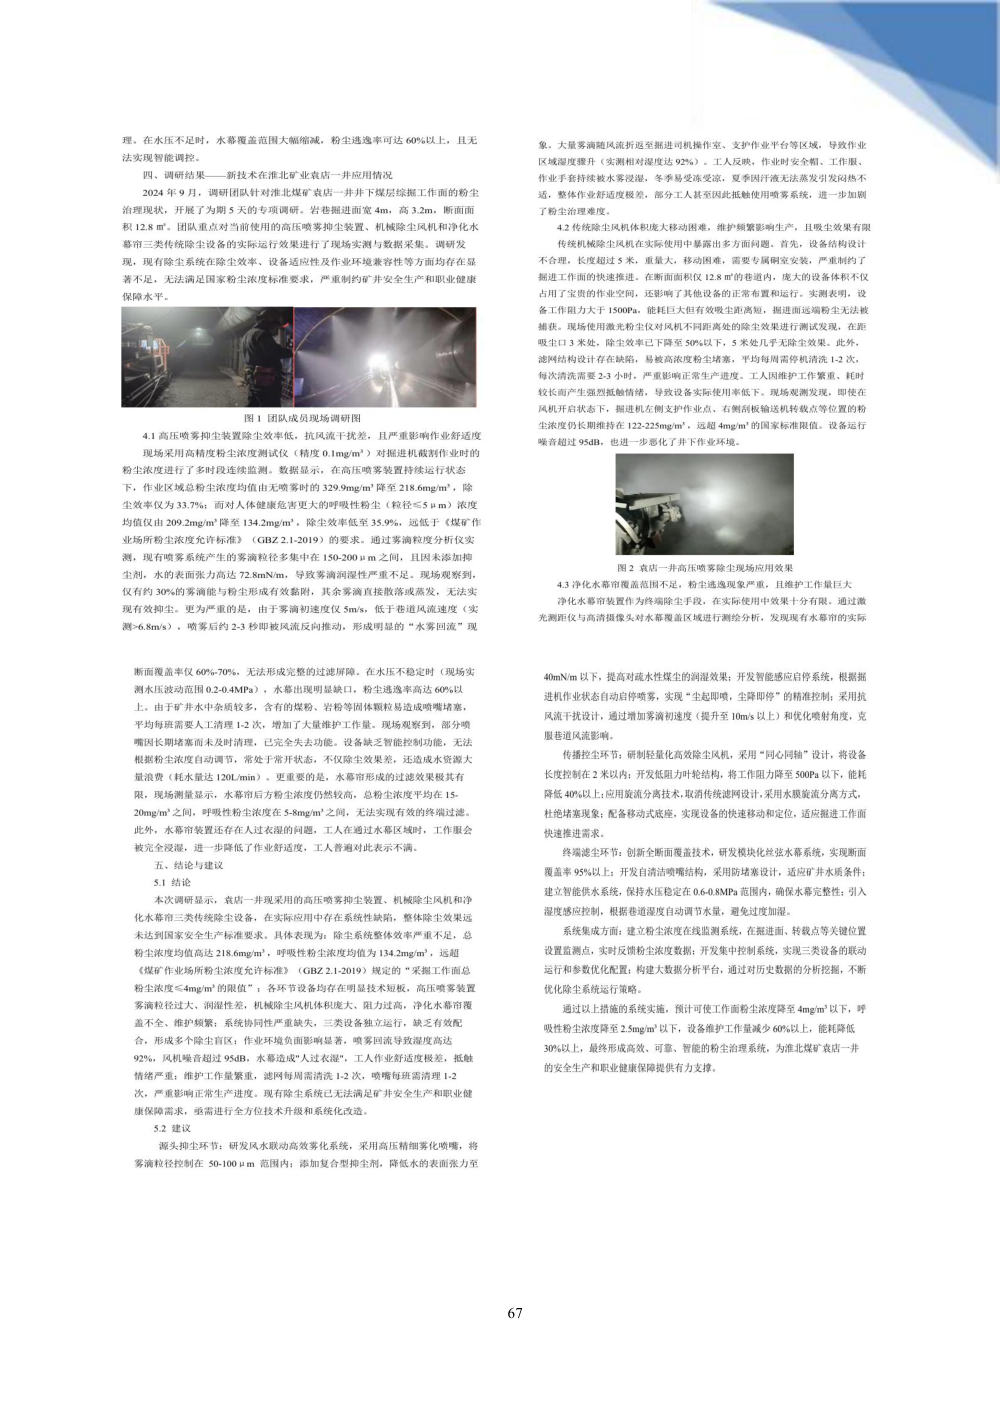 理。在水压不足时，水幕覆盖范围大幅缩减，粉尘逃逸率可达 60%以上，且无
法实现智能调控。
四、调研结果——新技术在淮北矿业袁店一井应用情况
2024 年 9 月，调研团队针对淮北煤矿袁店一井井下煤层综掘工作面的粉尘
治理现状，开展了为期 5 天的专项调研。岩巷掘进面宽 4m，高 3.2m，断面面
积 12.8 ㎡。团队重点对当前使用的高压喷雾抑尘装置、机械除尘风机和净化水
幕帘三类传统除尘设备的实际运行效果进行了现场实测与数据采集。调研发
现，现有除尘系统在除尘效率、设备适应性及作业环境兼容性等方面均存在显
著不足，无法满足国家粉尘浓度标准要求，严重制约矿井安全生产和职业健康
保障水平。
图 1 团队成员现场调研图
4.1 高压喷雾抑尘装置除尘效率低，抗风流干扰差，且严重影响作业舒适度
现场采用高精度粉尘浓度测试仪（精度 0.1mg/m³）对掘进机截割作业时的
粉尘浓度进行了多时段连续监测。数据显示，在高压喷雾装置持续运行状态
下，作业区域总粉尘浓度均值由无喷雾时的 329.9mg/m³ 降至 218.6mg/m³，除
尘效率仅为 33.7%；而对人体健康危害更大的呼吸性粉尘（粒径≤5μm）浓度
均值仅由 209.2mg/m³ 降至 134.2mg/m³，除尘效率低至 35.9%，远低于《煤矿作
业场所粉尘浓度允许标准》（GBZ 2.1-2019）的要求。通过雾滴粒度分析仪实
测，现有喷雾系统产生的雾滴粒径多集中在 150-200μm 之间，且因未添加抑
尘剂，水的表面张力高达 72.8mN/m，导致雾滴润湿性严重不足。现场观察到，
仅有约 30%的雾滴能与粉尘形成有效黏附，其余雾滴直接散落或蒸发，无法实
现有效抑尘。更为严重的是，由于雾滴初速度仅 5m/s，低于巷道风流速度（实
测>6.8m/s），喷雾后约 2-3 秒即被风流反向推动，形成明显的“水雾回流”现
象。大量雾滴随风流折返至掘进司机操作室、支护作业平台等区域，导致作业
区域湿度骤升（实测相对湿度达 92%）。工人反映，作业时安全帽、工作服、
作业手套持续被水雾浸湿，冬季易受冻受凉，夏季因汗液无法蒸发引发闷热不
适，整体作业舒适度极差，部分工人甚至因此抵触使用喷雾系统，进一步加剧
了粉尘治理难度。
4.2 传统除尘风机体积庞大移动困难，维护频繁影响生产，且吸尘效果有限
传统机械除尘风机在实际使用中暴露出多方面问题。首先，设备结构设计
不合理，长度超过 5 米，重量大，移动困难，需要专属硐室安装，严重制约了
掘进工作面的快速推进。在断面面积仅 12.8 ㎡的巷道内，庞大的设备体积不仅
占用了宝贵的作业空间，还影响了其他设备的正常布置和运行。实测表明，设
备工作阻力大于 1500Pa，能耗巨大但有效吸尘距离短，掘进面远端粉尘无法被
捕获。现场使用激光粉尘仪对风机不同距离处的除尘效果进行测试发现，在距
吸尘口 3 米处，除尘效率已下降至 50%以下，5 米处几乎无除尘效果。此外，
滤网结构设计存在缺陷，易被高浓度粉尘堵塞，平均每周需停机清洗 1-2 次，
每次清洗需要 2-3 小时，严重影响正常生产进度。工人因维护工作繁重、耗时
较长而产生强烈抵触情绪，导致设备实际使用率低下。现场观测发现，即使在
风机开启状态下，掘进机左侧支护作业点、右侧刮板输送机转载点等位置的粉
尘浓度仍长期维持在 122-225mg/m³，远超 4mg/m³的国家标准限值。设备运行
噪音超过 95dB，也进一步恶化了井下作业环境。
图 2 袁店一井高压喷雾除尘现场应用效果
4.3 净化水幕帘覆盖范围不足，粉尘逃逸现象严重，且维护工作量巨大
净化水幕帘装置作为终端除尘手段，在实际使用中效果十分有限。通过激
光测距仪与高清摄像头对水幕覆盖区域进行测绘分析，发现现有水幕帘的实际
断面覆盖率仅 60%-70%，无法形成完整的过滤屏障。在水压不稳定时（现场实
测水压波动范围 0.2-0.4MPa），水幕出现明显缺口，粉尘逃逸率高达 60%以
上。由于矿井水中杂质较多，含有的煤粉、岩粉等固体颗粒易造成喷嘴堵塞，
平均每班需要人工清理 1-2 次，增加了大量维护工作量。现场观察到，部分喷
嘴因长期堵塞而未及时清理，已完全失去功能。设备缺乏智能控制功能，无法
根据粉尘浓度自动调节，常处于常开状态，不仅除尘效果差，还造成水资源大
量浪费（耗水量达 120L/min）。更重要的是，水幕帘形成的过滤效果极其有
限，现场测量显示，水幕帘后方粉尘浓度仍然较高，总粉尘浓度平均在 15-
20mg/m³之间，呼吸性粉尘浓度在 5-8mg/m³之间，无法实现有效的终端过滤。
此外，水幕帘装置还存在人过衣湿的问题，工人在通过水幕区域时，工作服会
被完全浸湿，进一步降低了作业舒适度，工人普遍对此表示不满。
五、结论与建议
5.1 结论
本次调研显示，袁店一井现采用的高压喷雾抑尘装置、机械除尘风机和净
化水幕帘三类传统除尘设备，在实际应用中存在系统性缺陷，整体除尘效果远
未达到国家安全生产标准要求。具体表现为：除尘系统整体效率严重不足，总
粉尘浓度均值高达 218.6mg/m³，呼吸性粉尘浓度均值为 134.2mg/m³，远超
《煤矿作业场所粉尘浓度允许标准》（GBZ 2.1-2019）规定的“采掘工作面总
粉尘浓度≤4mg/m³的限值”；各环节设备均存在明显技术短板，高压喷雾装置
雾滴粒径过大、润湿性差，机械除尘风机体积庞大、阻力过高，净化水幕帘覆
盖不全、维护频繁；系统协同性严重缺失，三类设备独立运行，缺乏有效配
合，形成多个除尘盲区；作业环境负面影响显著，喷雾回流导致湿度高达
92%，风机噪音超过 95dB，水幕造成"人过衣湿"，工人作业舒适度极差，抵触
情绪严重；维护工作量繁重，滤网每周需清洗 1-2 次，喷嘴每班需清理 1-2
次，严重影响正常生产进度。现有除尘系统已无法满足矿井安全生产和职业健
康保障需求，亟需进行全方位技术升级和系统化改造。
5.2 建议
源头抑尘环节：研发风水联动高效雾化系统，采用高压精细雾化喷嘴，将
雾滴粒径控制在 50-100μm 范围内；添加复合型抑尘剂，降低水的表面张力至
40mN/m 以下，提高对疏水性煤尘的润湿效果；开发智能感应启停系统，根据掘
进机作业状态自动启停喷雾，实现“尘起即喷，尘降即停”的精准控制；采用抗
风流干扰设计，通过增加雾滴初速度（提升至 10m/s 以上）和优化喷射角度，克
服巷道风流影响。
传播控尘环节：研制轻量化高效除尘风机，采用“同心同轴”设计，将设备
长度控制在 2 米以内；开发低阻力叶轮结构，将工作阻力降至 500Pa 以下，能耗
降低 40%以上；应用旋流分离技术，取消传统滤网设计，采用水膜旋流分离方式，
杜绝堵塞现象；配备移动式底座，实现设备的快速移动和定位，适应掘进工作面
快速推进需求。
终端滤尘环节：创新全断面覆盖技术，研发模块化丝弦水幕系统，实现断面
覆盖率 95%以上；开发自清洁喷嘴结构，采用防堵塞设计，适应矿井水质条件；
建立智能供水系统，保持水压稳定在 0.6-0.8MPa 范围内，确保水幕完整性；引入
湿度感应控制，根据巷道湿度自动调节水量，避免过度加湿。
系统集成方面：建立粉尘浓度在线监测系统，在掘进面、转载点等关键位置
设置监测点，实时反馈粉尘浓度数据；开发集中控制系统，实现三类设备的联动
运行和参数优化配置；构建大数据分析平台，通过对历史数据的分析挖掘，不断
优化除尘系统运行策略。
通过以上措施的系统实施，预计可使工作面粉尘浓度降至 4mg/m³以下，呼
吸性粉尘浓度降至 2.5mg/m³以下，设备维护工作量减少 60%以上，能耗降低
30%以上，最终形成高效、可靠、智能的粉尘治理系统，为淮北煤矿袁店一井
的安全生产和职业健康保障提供有力支撑。
67